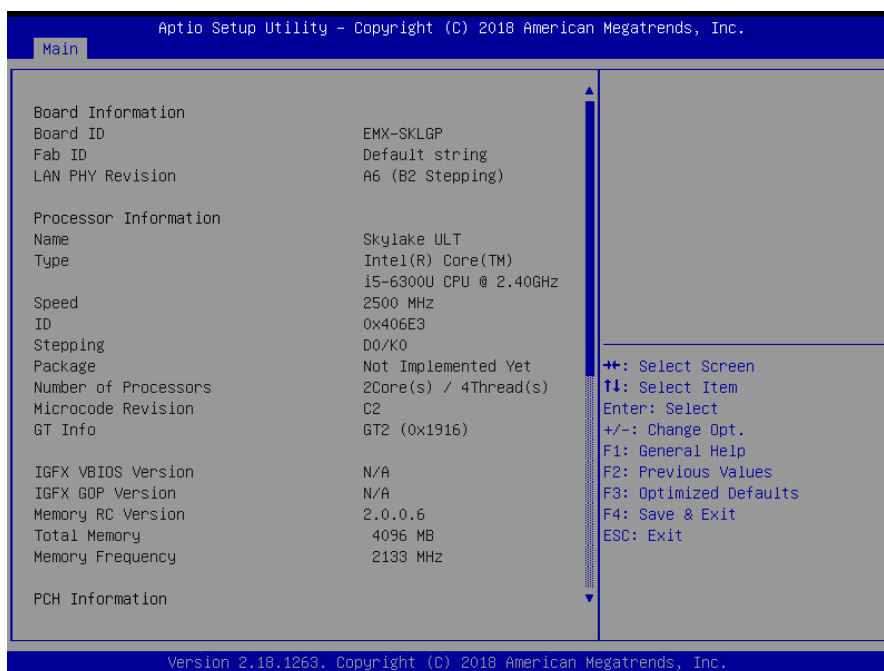 Aptio Setup Utility – Copyright (C) 2018 American Megatrends, Inc.
Main
Board Information
Board ID EMX-SKLGP
Fab ID Default string
LAN PHY Revision A6 (B2 Stepping)
Processor Information
Name Skylake ULT
Type Intel(R) Core(TM)
i5-6300U CPU @ 2.40GHz
Speed 2500 MHz
ID 0x406E3
Stepping D0/K0
Package Not Implemented Yet
Number of Processors 2Core(s) / 4Thread(s)
Microcode Revision C2
GT Info GT2 (0x1916)
IGFX VBIOS Version N/A
IGFX GOP Version N/A
Memory RC Version 2.0.0.6
Total Memory 4096 MB
Memory Frequency 2133 MHz
PCH Information
→←: Select Screen
↑↓: Select Item
Enter: Select
+/-: Change Opt.
F1: General Help
F2: Previous Values
F3: Optimized Defaults
F4: Save & Exit
ESC: Exit
Version 2.18.1263. Copyright (C) 2018 American Megatrends, Inc.